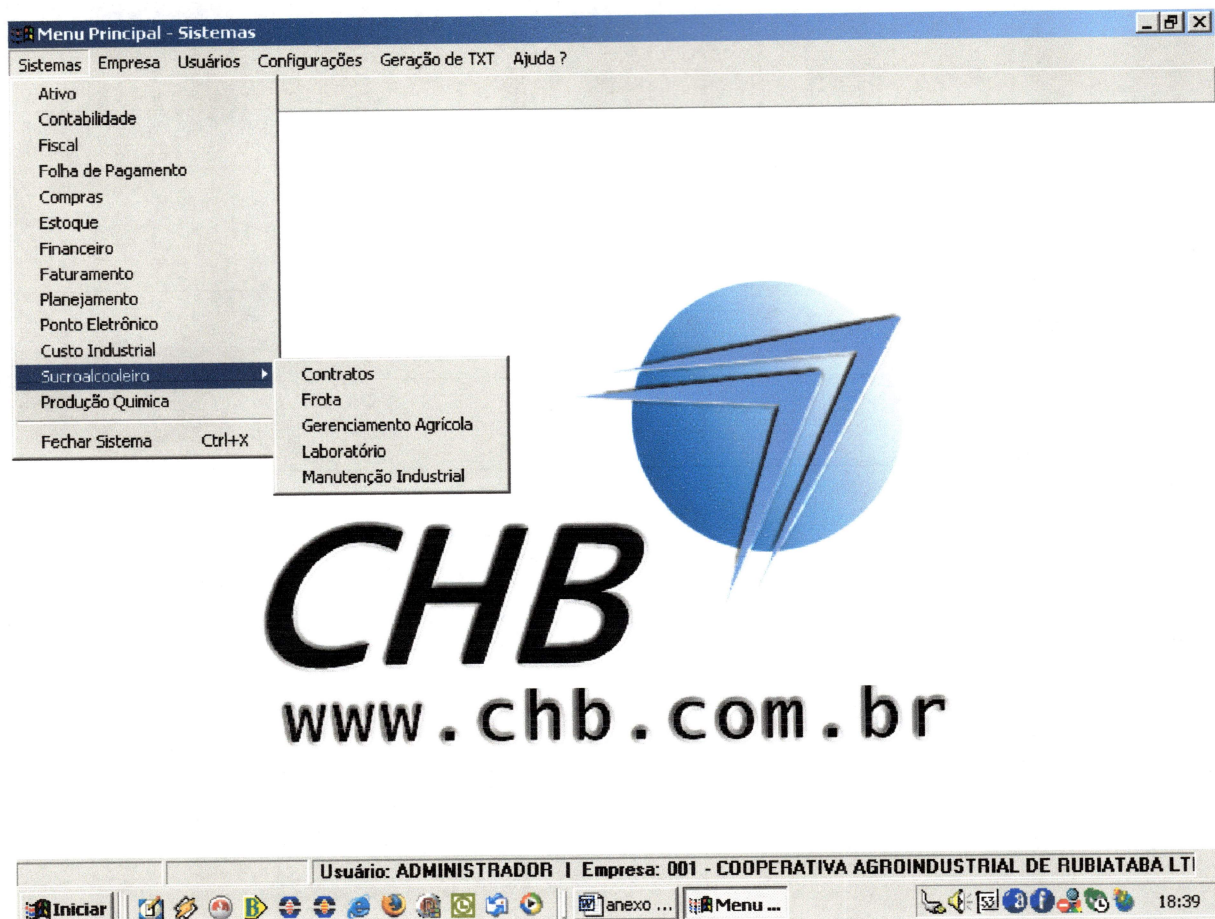 Menu Principal - Sistemas
Sistemas Empresa Usuários Configurações Geração de TXT Ajuda ?
Ativo
Contabilidade
Fiscal
Folha de Pagamento
Compras
Estoque
Financeiro
Faturamento
Planejamento
Ponto Eletrônico
Custo Industrial
Sucroalcooleiro
Produção Quimica
Fechar Sistema Ctrl+X
Contratos
Frota
Gerenciamento Agrícola
Laboratório
Manutenção Industrial
CHB
www.chb.com.br
Usuário: ADMINISTRADOR | Empresa: 001 - COOPERATIVA AGROINDUSTRIAL DE RUBIATABA LT
Iniciar anexo ... Menu ... 18:39